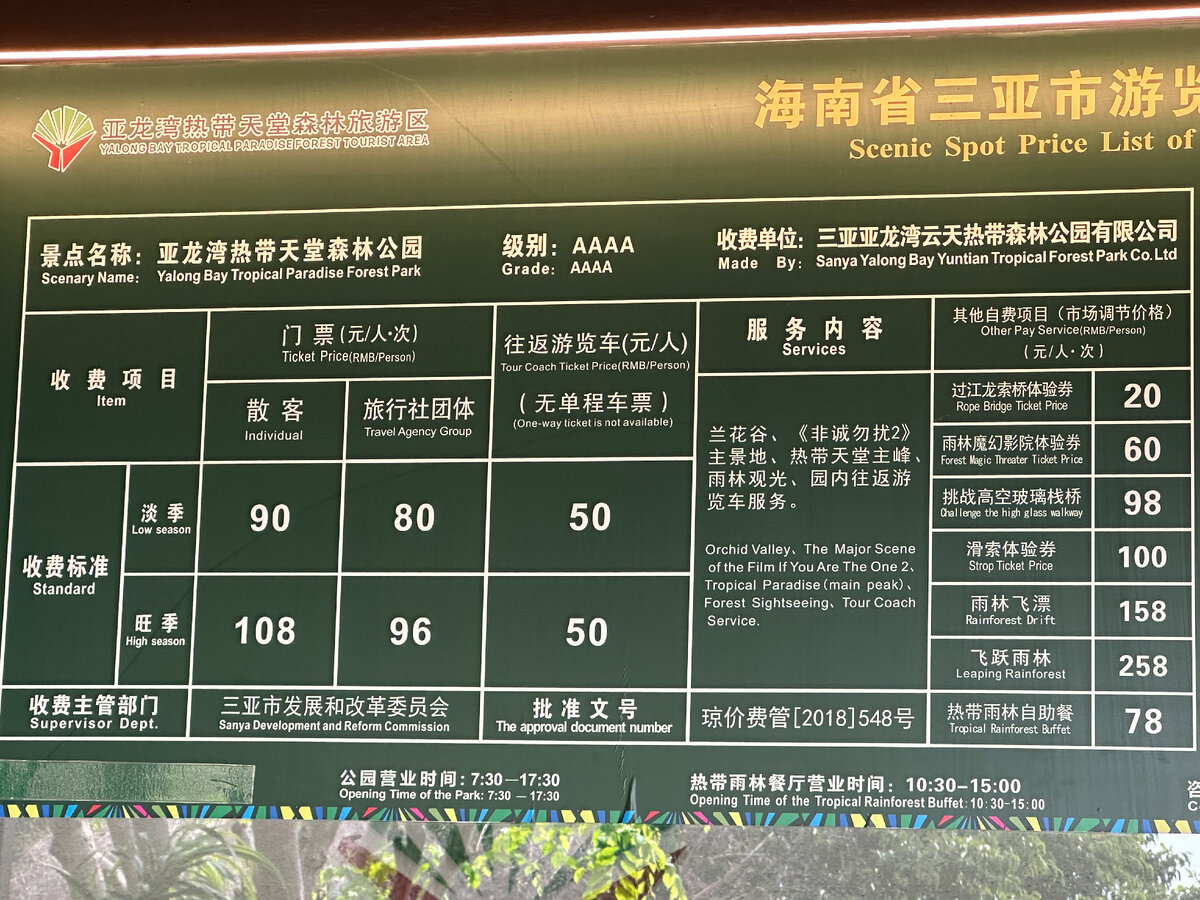 亚龙湾热带天堂森林旅游区
YALONG BAY TROPICAL PARADISE FOREST TOURIST AREA
海南省三亚市游览
Scenic Spot Price List of
景点名称: 亚龙湾热带天堂森林公园
Scenary Name: Yalong Bay Tropical Paradise Forest Park
级别: AAAA
Grade: AAAA
收费单位: 三亚亚龙湾云天热带森林公园有限公司
Made By: Sanya Yalong Bay Yuntian Tropical Forest Park Co. Ltd
收费项目
Item
门票(元/人·次)
Ticket Price(RMB/Person)
散客
Individual
旅行社团体
Travel Agency Group
往返游览车(元/人)
Tour Coach Ticket Price(RMB/Person)
(无单程车票)
(One-way ticket is not available)
服务内容
Services
其他自费项目(市场调节价格)
Other Pay Service(RMB/Person)
(元/人·次)
收费标准
Standard
淡季
Low season
90
80
50
旺季
High season
108
96
50
兰花谷、《非诚勿扰2》
主景地、热带天堂主峰、
雨林观光、园内往返游
览车服务。
Orchid Valley、The Major Scene
of the Film If You Are The One 2、
Tropical Paradise(main peak)、
Forest Sightseeing、Tour Coach
Service.
过江龙索桥体验券
Rope Bridge Ticket Price
20
雨林魔幻影院体验券
Forest Magic Threater Ticket Price
60
挑战高空玻璃栈桥
Challenge the high glass walkway
98
滑索体验券
Strop Ticket Price
100
雨林飞漂
Rainforest Drift
158
飞跃雨林
Leaping Rainforest
258
热带雨林自助餐
Tropical Rainforest Buffet
78
收费主管部门
Supervisor Dept.
三亚市发展和改革委员会
Sanya Development and Reform Commission
批准文号
The approval document number
琼价费管[2018]548号
公园营业时间: 7:30—17:30
Opening Time of the Park: 7:30 — 17:30
热带雨林餐厅营业时间: 10:30–15:00
Opening Time of the Tropical Rainforest Buffet: 10:30-15:00